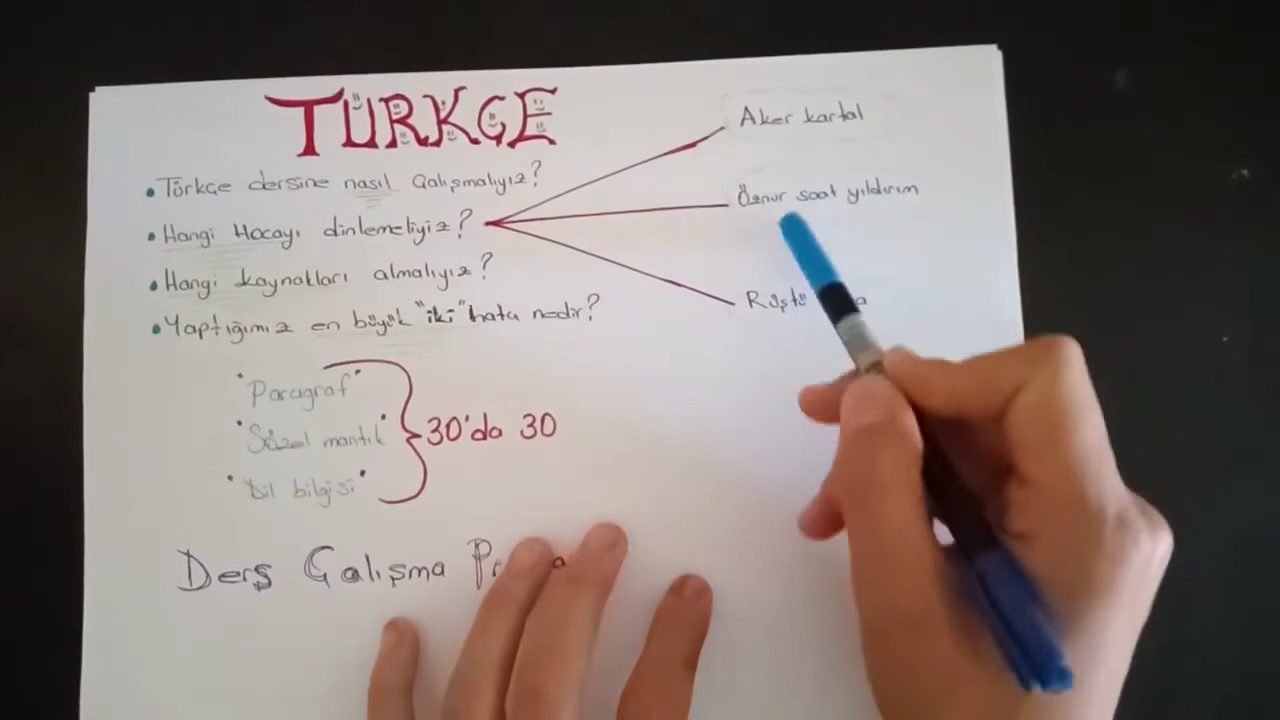 TÜRKÇE
• Türkçe dersine nasıl Çalışmalıyız?
• Hangi Hocayı dinlemeliyiz?
• Hangi kaynakları almalıyız?
• Yaptığımız en büyük "iki" hata nedir?
Aker kartal
Öznur saat yıldırım
Rüştü
"Paragraf"
"Sözel mantık"
"Dil bilgisi"
30'da 30
Ders Çalışma